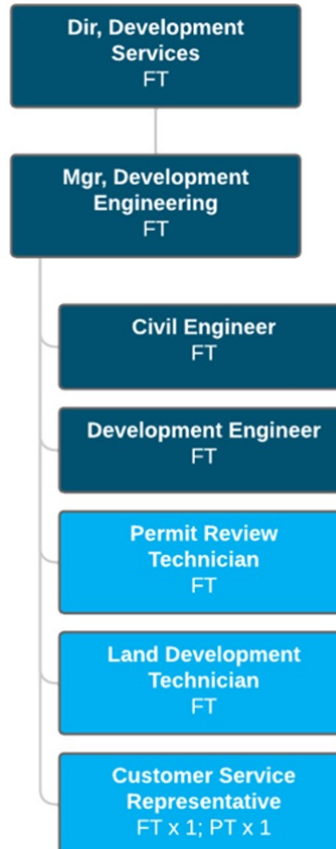 Dir, Development
Services
FT
Mgr, Development
Engineering
FT
Civil Engineer
FT
Development Engineer
FT
Permit Review
Technician
FT
Land Development
Technician
FT
Customer Service
Representative
FT x 1; PT x 1